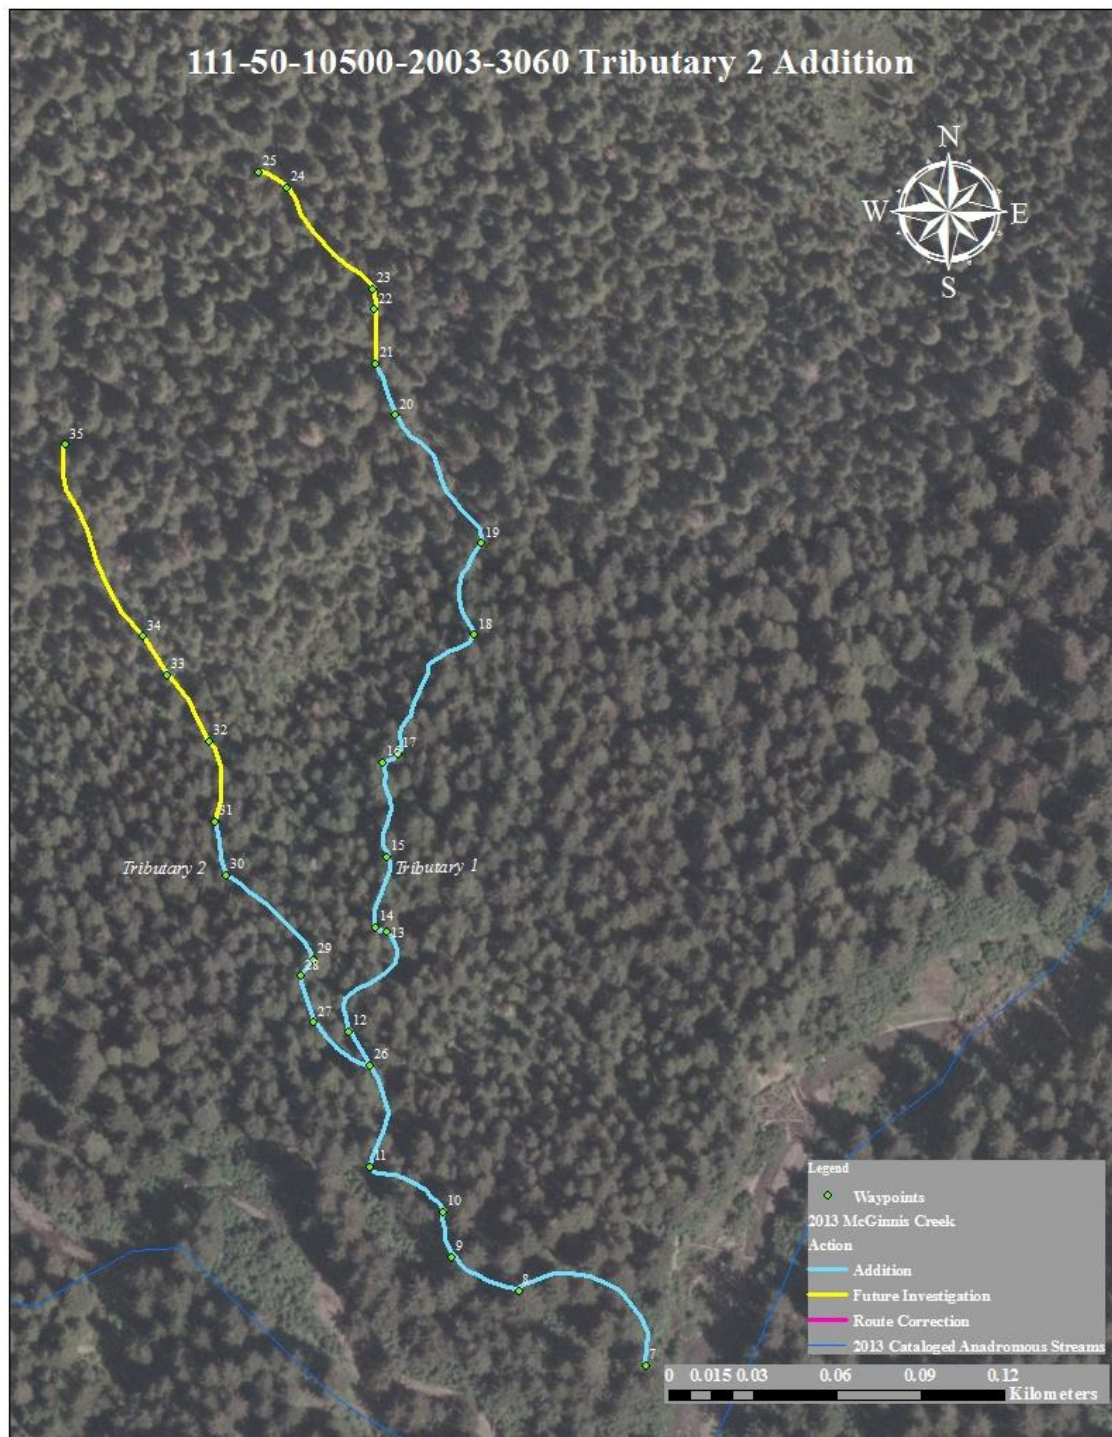 111-50-10500-2003-3060 Tributary 2 Addition
N
W E
S
25
24
23
22
21
20
35
19
34
18
33
32
17
16
31
15
Tributary 2 30 Tributary 1
14
13
29
28
27
12
26
11
10
9
8
7
Legend
Waypoints
2013 McGinnis Creek
Action
Addition
Future Investigation
Route Correction
2013 Cataloged Anadromous Streams
0 0.015 0.03 0.06 0.09 0.12
Kilometers